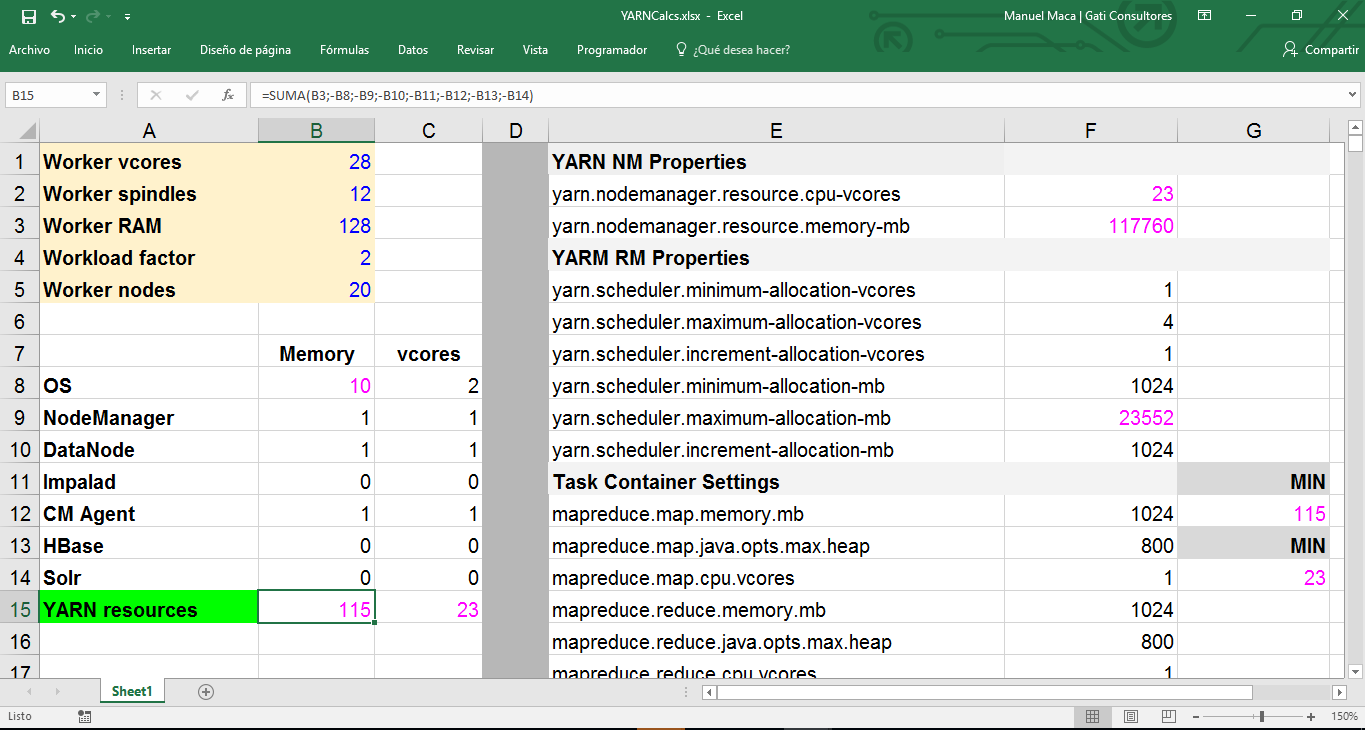 YARNCalcs.xlsx - Excel
Manuel Maca | Gati Consultores
Archivo Inicio Insertar Diseño de página Fórmulas Datos Revisar Vista Programador ¿Qué desea hacer? Compartir
B15 fx =SUMA(B3;-B8;-B9;-B10;-B11;-B12;-B13;-B14)
A B C D E F G
1 Worker vcores 28 YARN NM Properties
2 Worker spindles 12 yarn.nodemanager.resource.cpu-vcores 23
3 Worker RAM 128 yarn.nodemanager.resource.memory-mb 117760
4 Workload factor 2 YARM RM Properties
5 Worker nodes 20 yarn.scheduler.minimum-allocation-vcores 1
6 yarn.scheduler.maximum-allocation-vcores 4
7 Memory vcores yarn.scheduler.increment-allocation-vcores 1
8 OS 10 2 yarn.scheduler.minimum-allocation-mb 1024
9 NodeManager 1 1 yarn.scheduler.maximum-allocation-mb 23552
10 DataNode 1 1 yarn.scheduler.increment-allocation-mb 1024
11 Impalad 0 0 Task Container Settings MIN
12 CM Agent 1 1 mapreduce.map.memory.mb 1024 115
13 HBase 0 0 mapreduce.map.java.opts.max.heap 800 MIN
14 Solr 0 0 mapreduce.map.cpu.vcores 1 23
15 YARN resources 115 23 mapreduce.reduce.memory.mb 1024
16 mapreduce.reduce.java.opts.max.heap 800
17 mapreduce.reduce.cpu.vcores 1
Sheet1
Listo 150%